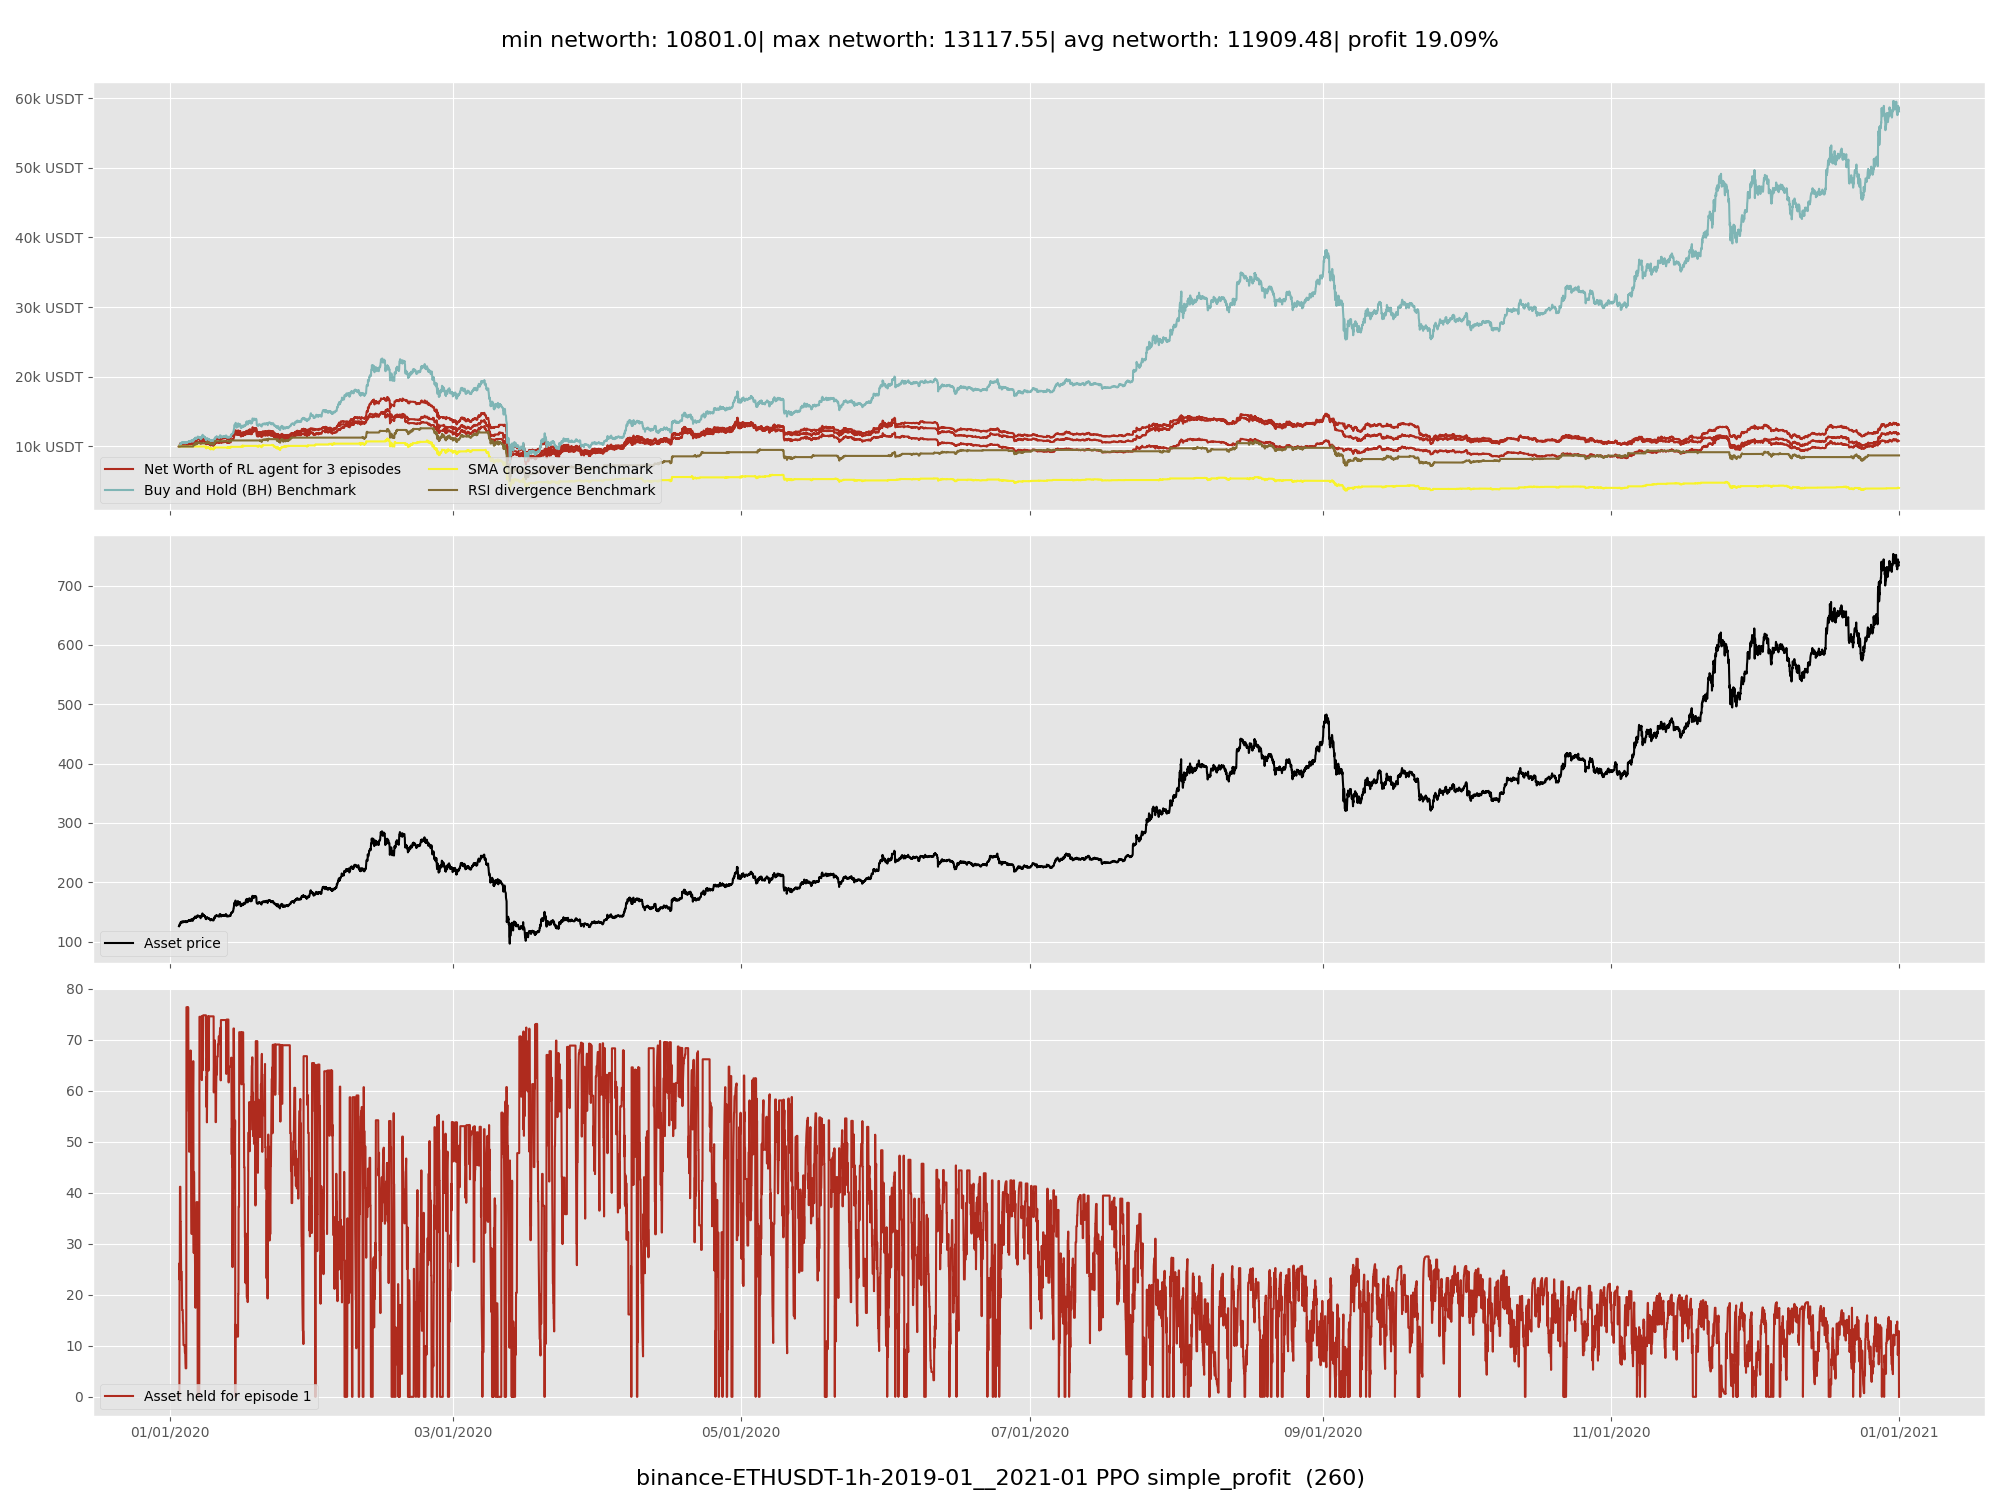 min networth: 10801.0| max networth: 13117.55| avg networth: 11909.48| profit 19.09%
60k USDT
50k USDT
40k USDT
30k USDT
20k USDT
10k USDT
Net Worth of RL agent for 3 episodes
Buy and Hold (BH) Benchmark
SMA crossover Benchmark
RSI divergence Benchmark
700
600
500
400
300
200
100
Asset price
80
70
60
50
40
30
20
10
0
Asset held for episode 1
01/01/2020 03/01/2020 05/01/2020 07/01/2020 09/01/2020 11/01/2020 01/01/2021
binance-ETHUSDT-1h-2019-01__2021-01 PPO simple_profit (260)